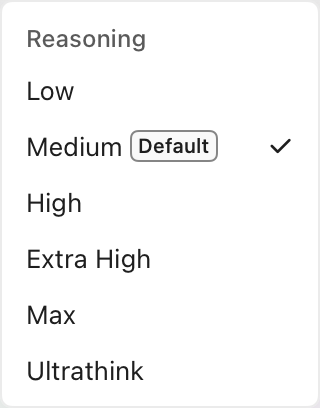 Reasoning
Low
Medium Default
High
Extra High
Max
Ultrathink